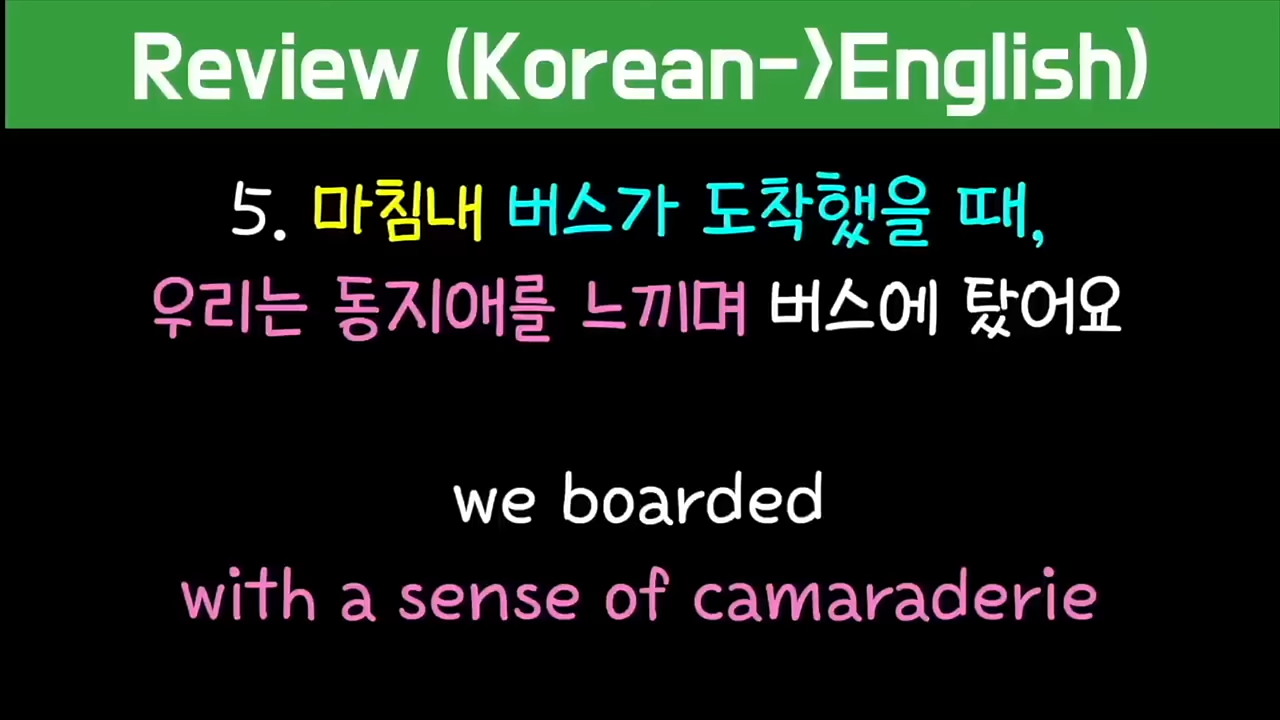 Review (Korean->English)
5. 마침내 버스가 도착했을 때,
우리는 동지애를 느끼며 버스에 탔어요
we boarded
with a sense of camaraderie